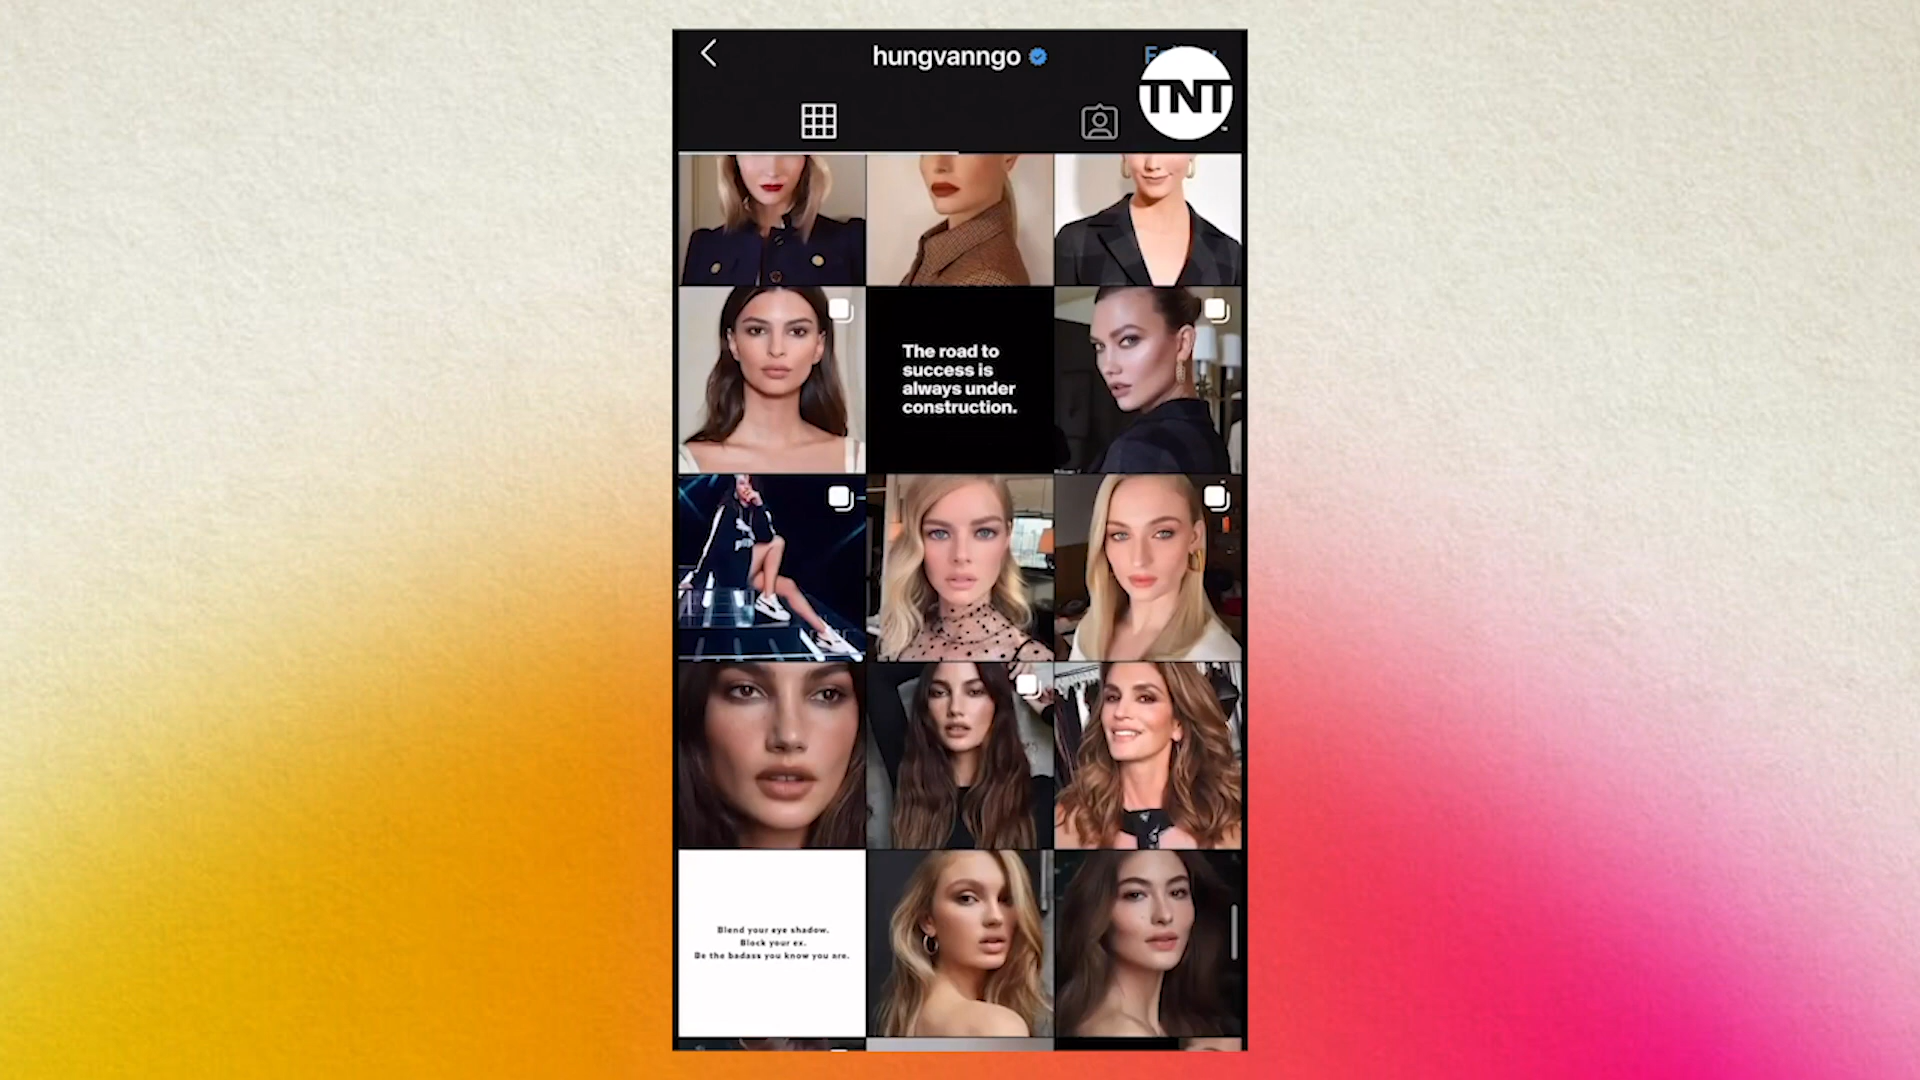 hungvanngo
TNT
The road to
success is
always under
construction.
Blend your eye shadow.
Block your ex.
Be the badass you know you are.